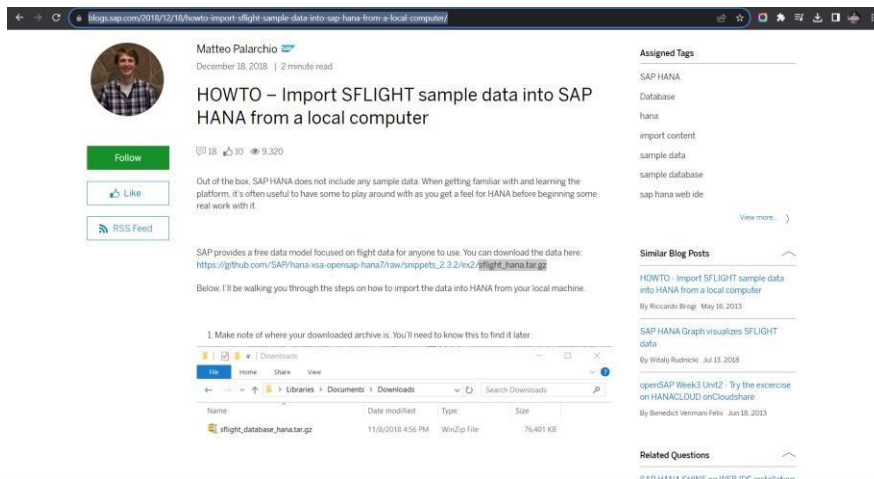 blogs.sap.com/2018/12/18/howto-import-sflight-sample-data-into-sap-hana-from-a-local-computer/
Matteo Palarchio SAP
December 18, 2018 | 2 minute read
HOWTO – Import SFLIGHT sample data into SAP
HANA from a local computer
18 10 9,320
Follow
Like
RSS Feed
Out of the box, SAP HANA does not include any sample data. When getting familiar with and learning the
platform, it's often useful to have some to play around with as you get a feel for HANA before beginning some
real work with it.
SAP provides a free data model focused on flight data for anyone to use. You can download the data here:
https://github.com/SAP/hana-xsa-opensap-hana7/raw/snippets_2.3.2/ex2/sflight_hana.tar.gz
Below, I'll be walking you through the steps on how to import the data into HANA from your local machine.
1. Make note of where your downloaded archive is. You'll need to know this to find it later.
Downloads
File Home Share View
Libraries > Documents > Downloads Search Downloads
Name Date modified Type Size
sflight_database_hana.tar.gz 11/8/2018 4:56 PM WinZip File 76,401 KB
Assigned Tags
SAP HANA
Database
hana
import content
sample data
sample database
sap hana web ide
View more...
Similar Blog Posts
HOWTO - Import SFLIGHT sample data
into HANA from a local computer
By Riccardo Brogi May 16, 2013
SAP HANA Graph visualizes SFLIGHT
data
By Witalij Rudnicki Jul 13, 2018
openSAP Week3 Unit2 - Try the excercise
on HANACLOUD onCloudshare
By Benedict Venmani Felix Jun 18, 2013
Related Questions
SAP HANA SHINE on WEB IDE installation